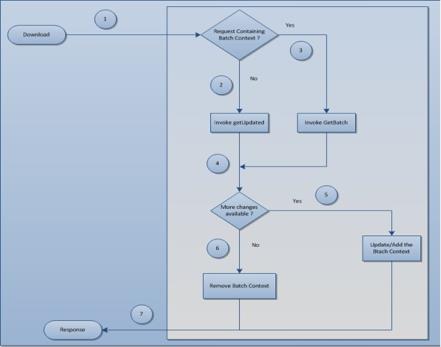 1
Download
Request Containing
Batch Context ?
Yes
3
2
No
Invoke getUpdated
Invoke GetBatch
4
More changes
available ?
Yes
5
6
No
Update/Add the
Btach Context
Remove Batch Context
7
Response